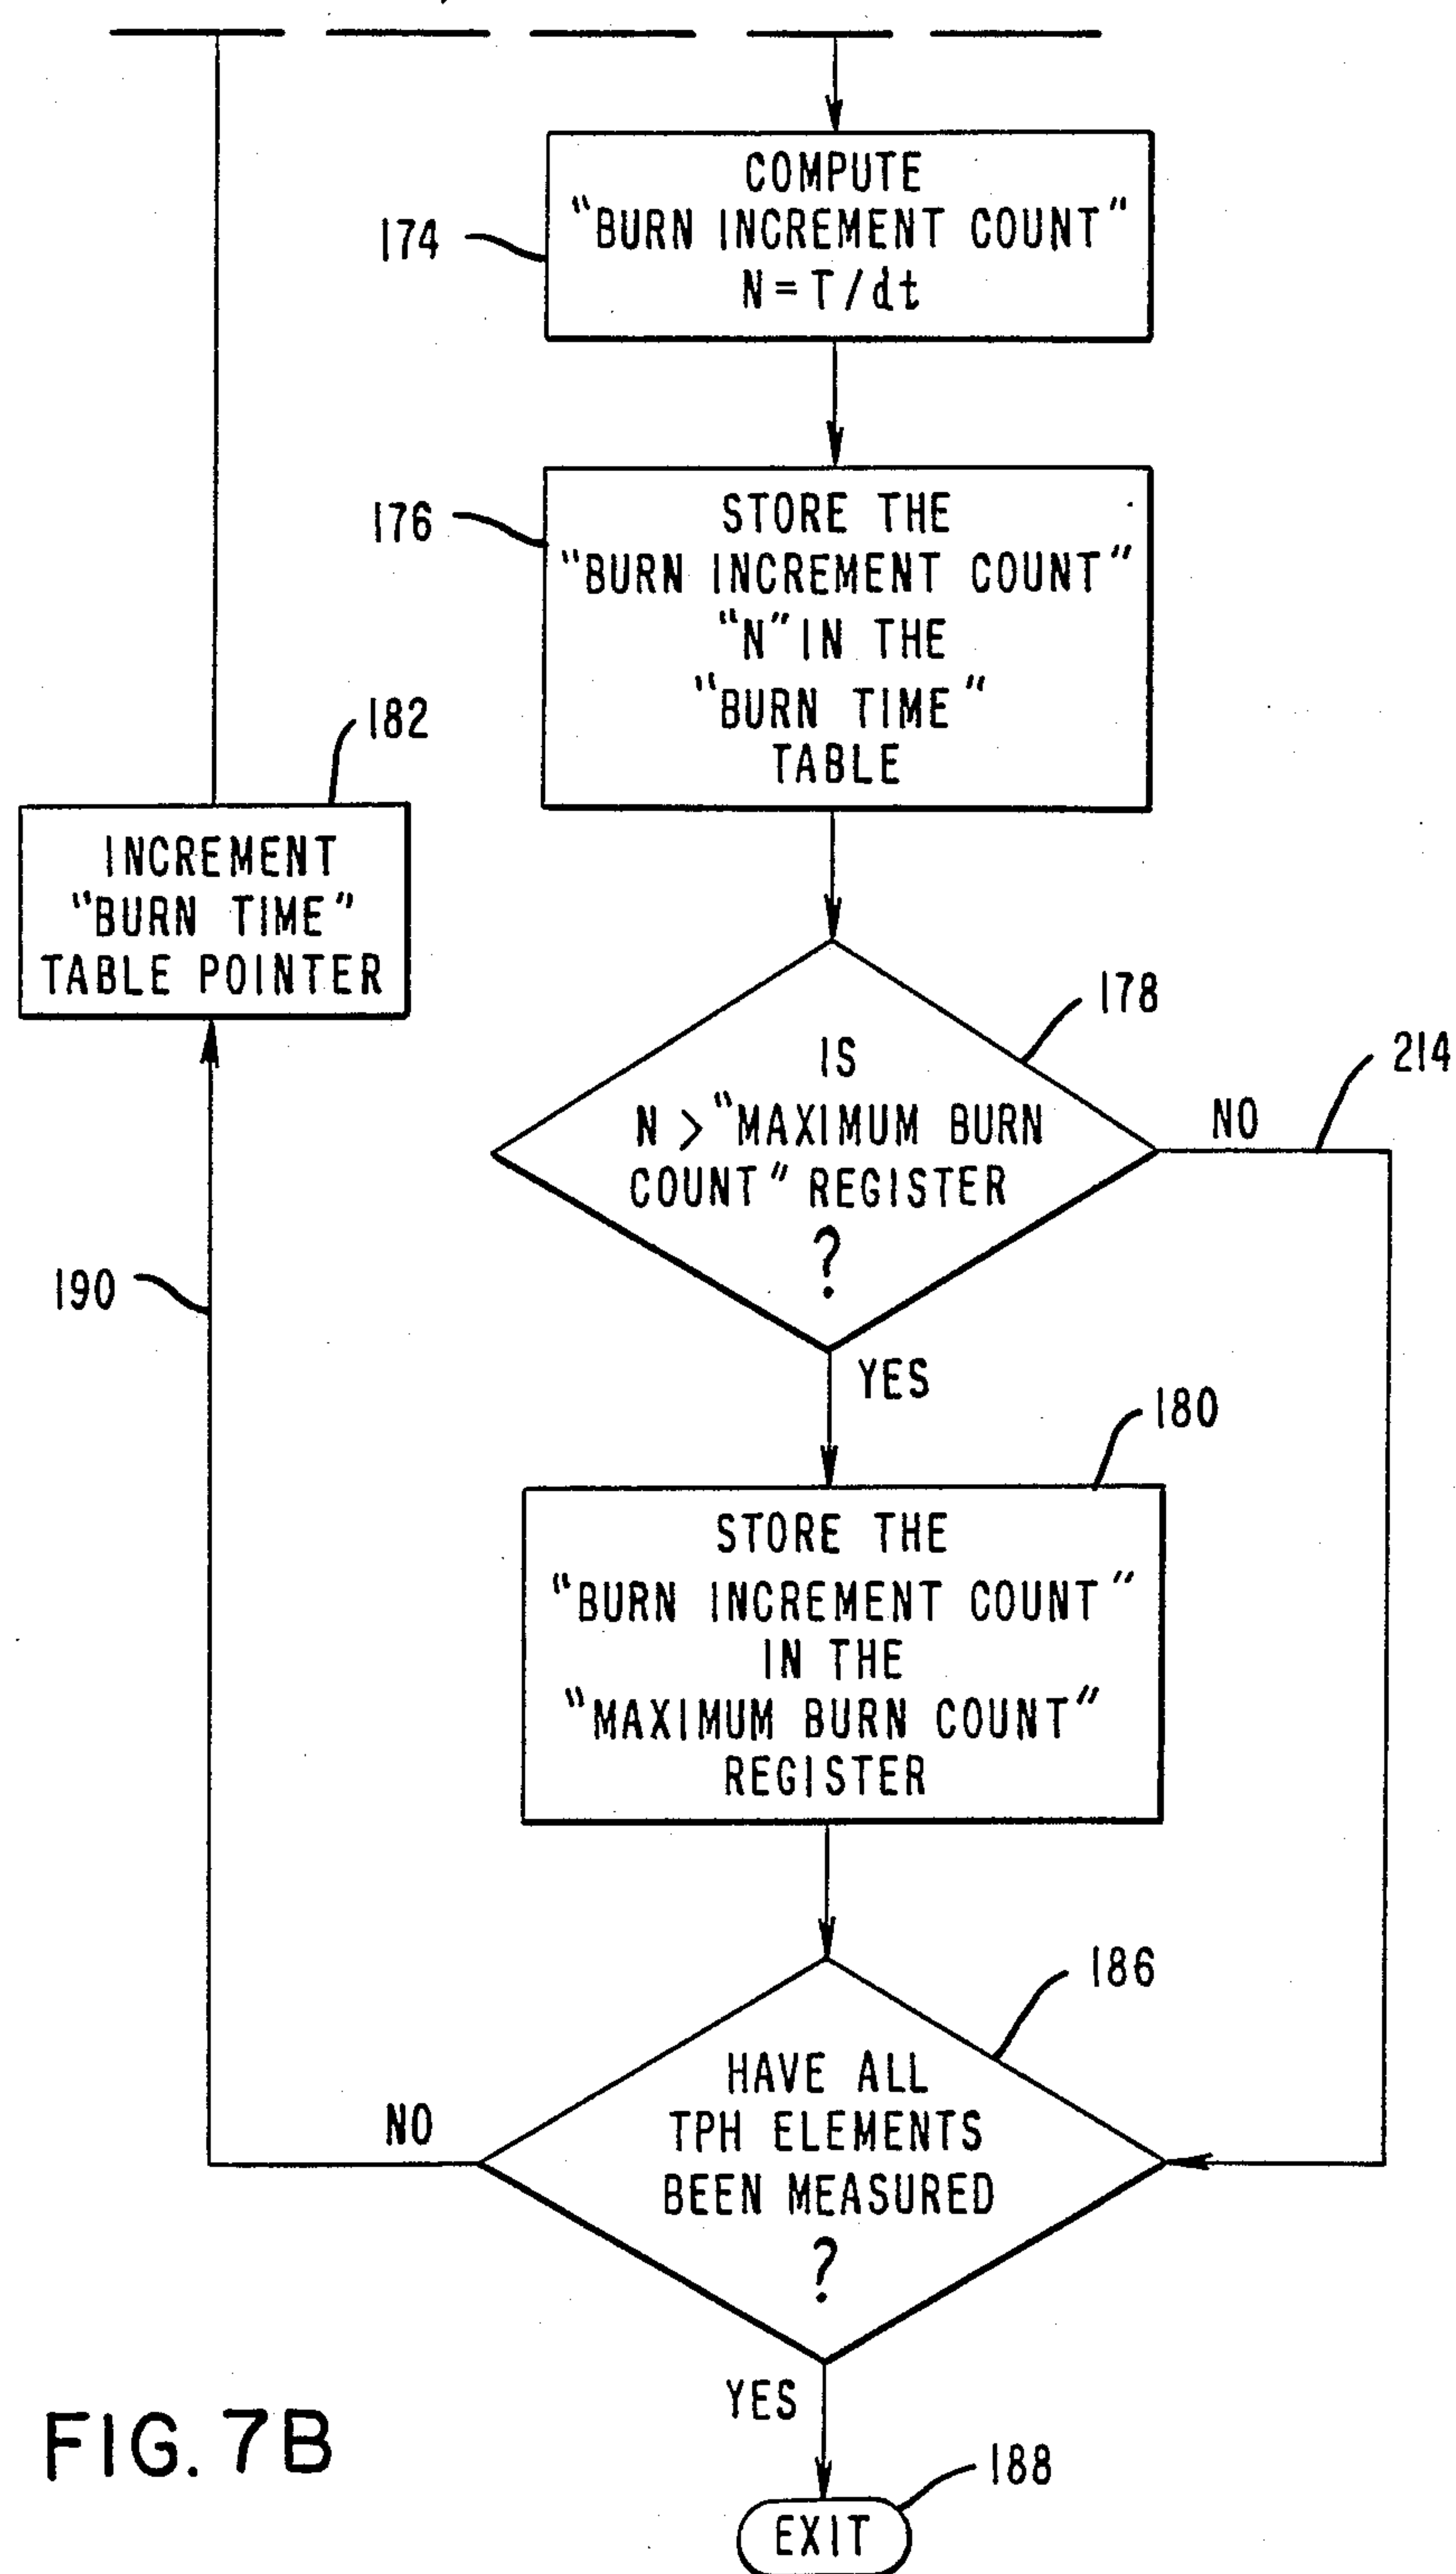 COMPUTE
"BURN INCREMENT COUNT"
N = T/dt
174
STORE THE
"BURN INCREMENT COUNT"
"N" IN THE
"BURN TIME"
TABLE
176
182
INCREMENT
"BURN TIME"
TABLE POINTER
178
IS
N > "MAXIMUM BURN
COUNT" REGISTER
?
NO
214
YES
190
180
STORE THE
"BURN INCREMENT COUNT"
IN THE
"MAXIMUM BURN COUNT"
REGISTER
186
HAVE ALL
TPH ELEMENTS
BEEN MEASURED
?
NO
YES
188
EXIT
FIG. 7B